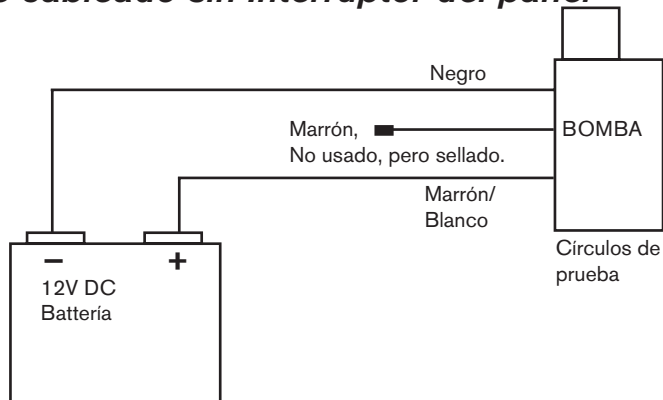 cableado sin interruptor del panel
Negro
Marrón,
No usado, pero sellado.
BOMBA
Marrón/
Blanco
Círculos de
prueba
– +
12V DC
Battería